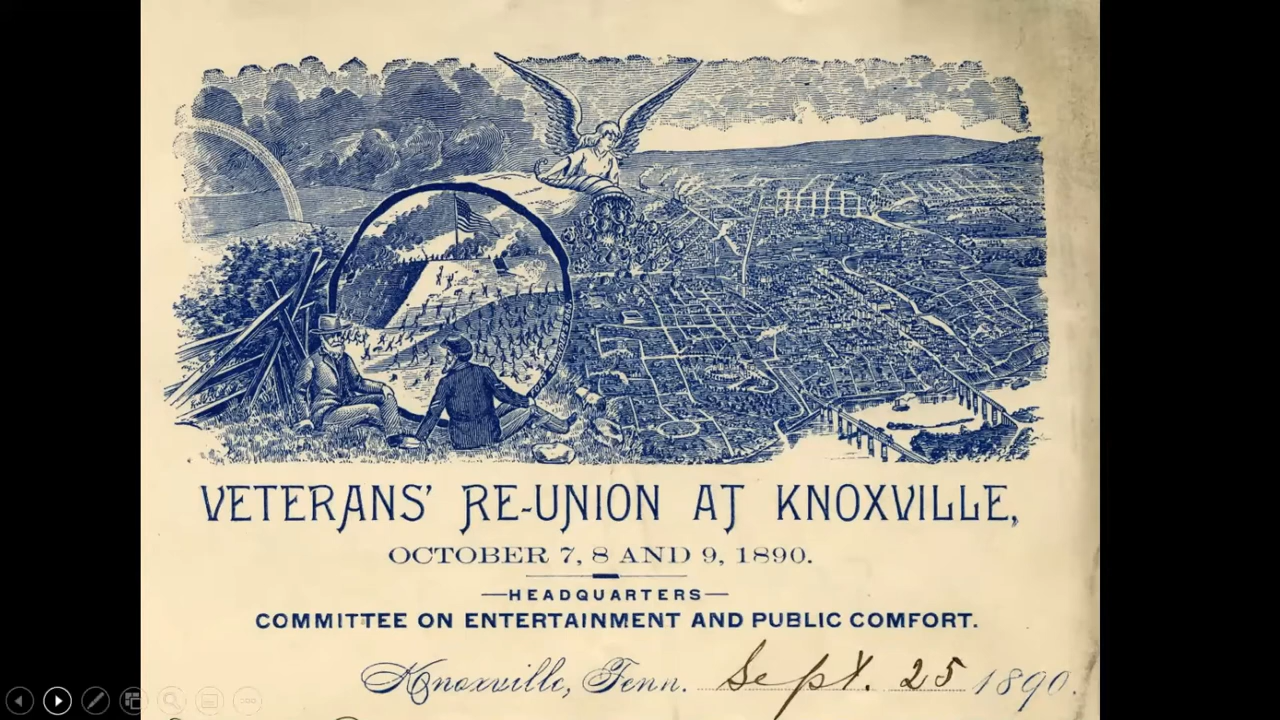 VETERANS' RE-UNION AT KNOXVILLE,
OCTOBER 7, 8 AND 9, 1890.
—HEADQUARTERS—
COMMITTEE ON ENTERTAINMENT AND PUBLIC COMFORT.
Knoxville, Tenn. Sept. 25 1890.